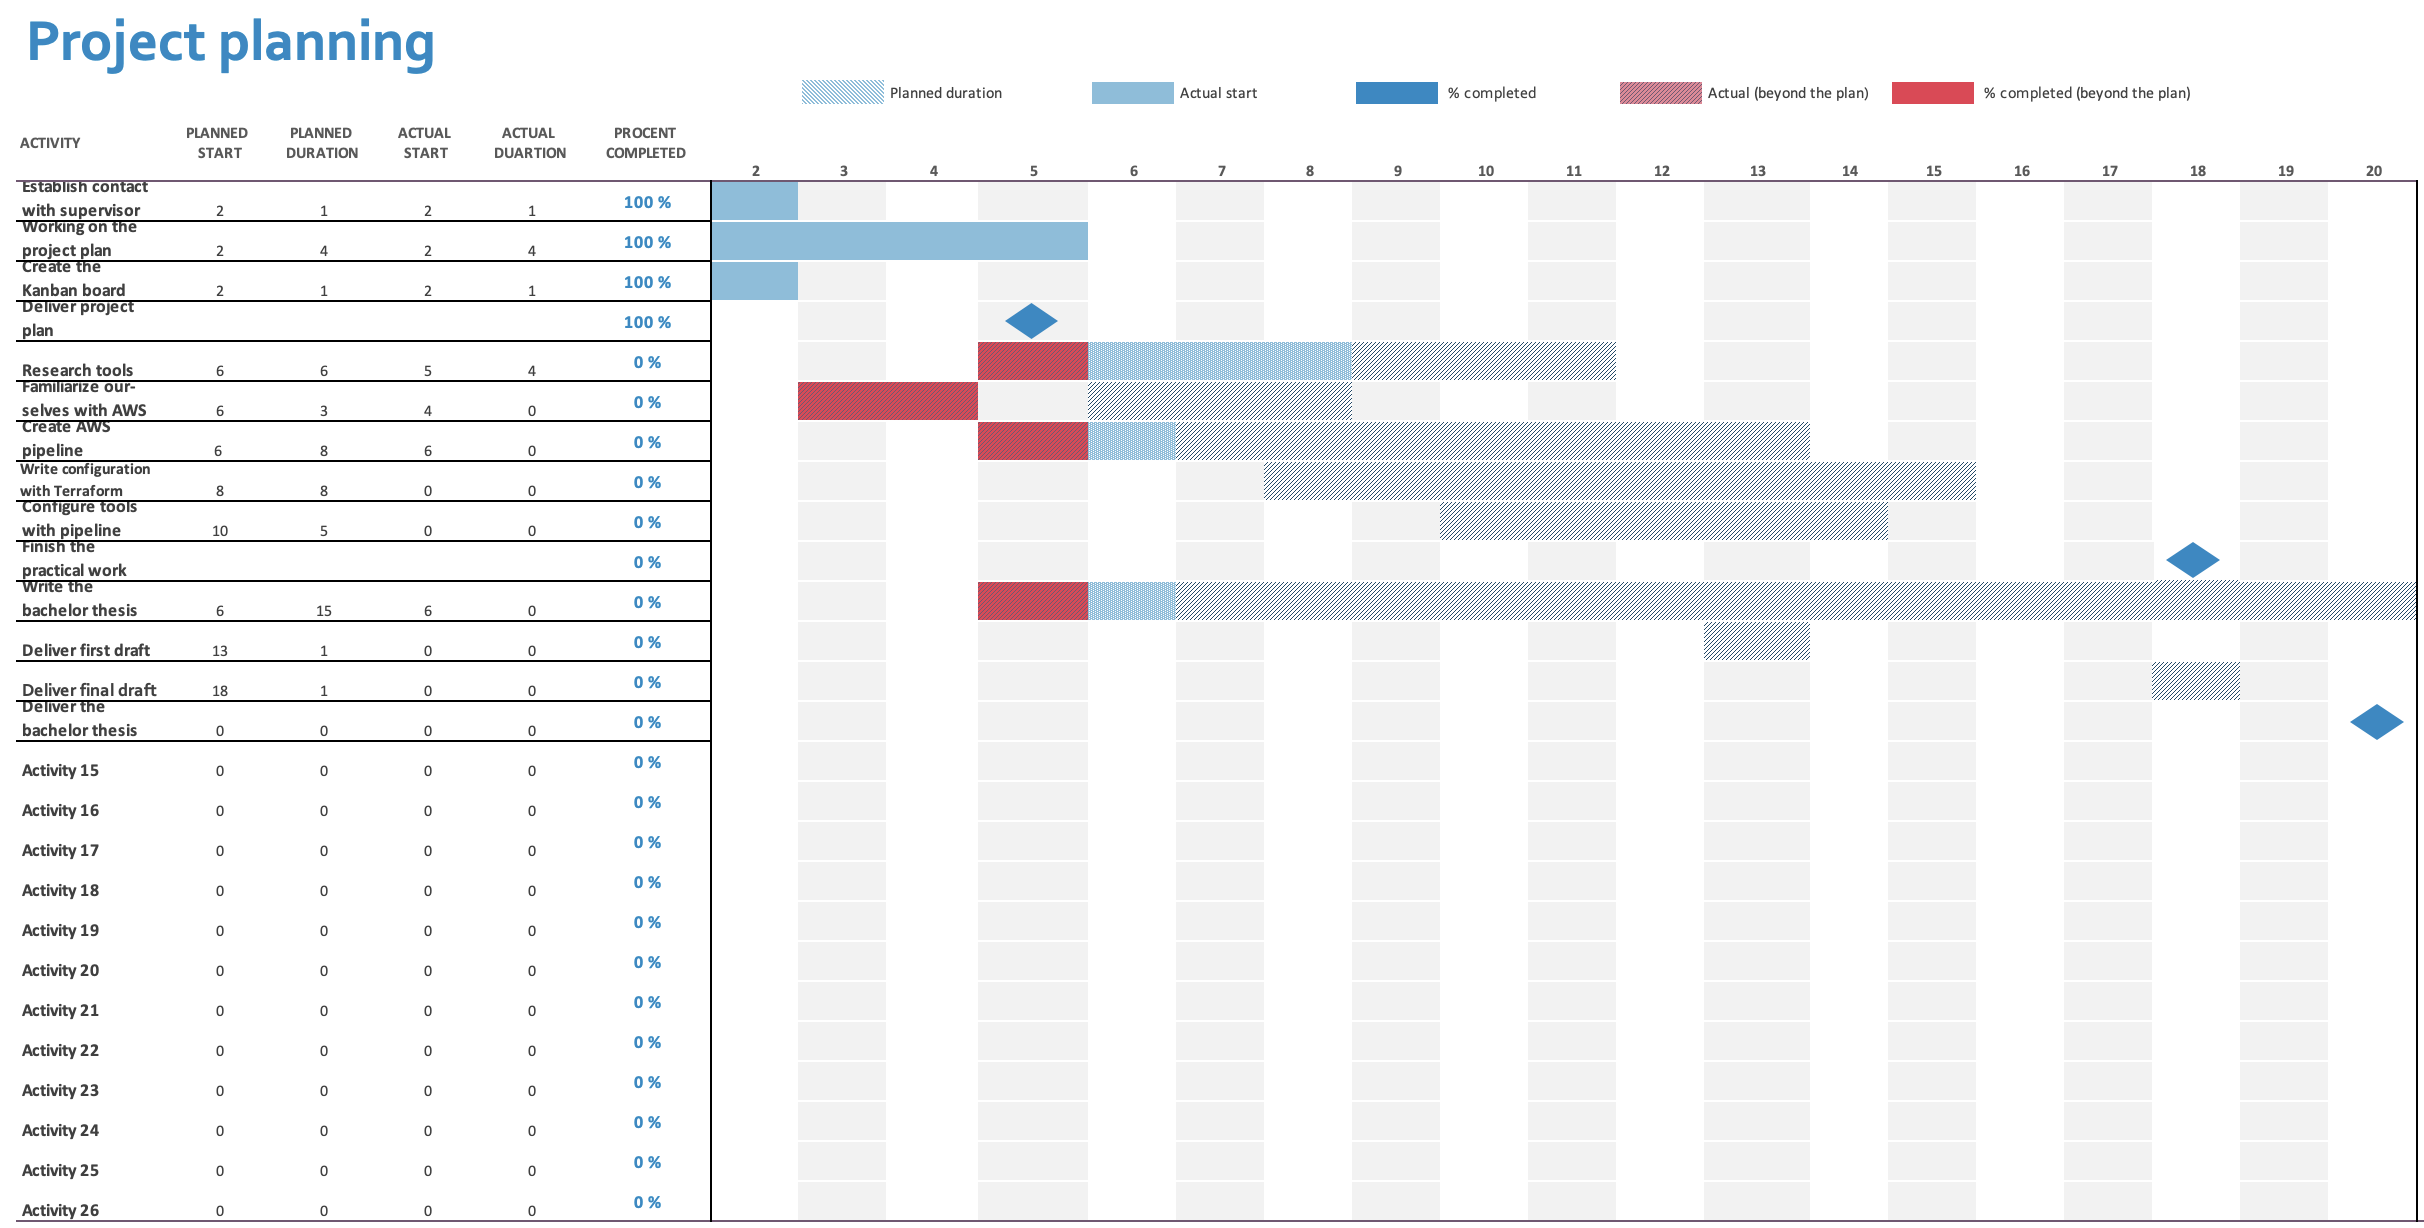 Project planning
Planned duration Actual start % completed Actual (beyond the plan) % completed (beyond the plan)
ACTIVITY PLANNED START PLANNED DURATION ACTUAL START ACTUAL DUARTION PROCENT COMPLETED
2 3 4 5 6 7 8 9 10 11 12 13 14 15 16 17 18 19 20
Establish contact
with supervisor 2 1 2 1 100 %
Working on the
project plan 2 4 2 4 100 %
Create the
Kanban board 2 1 2 1 100 %
Deliver project
plan 100 %
Research tools 6 6 5 4 0 %
Familiarize our-
selves with AWS 6 3 4 0 0 %
Create AWS
pipeline 6 8 6 0 0 %
Write configuration
with Terraform 8 8 0 0 0 %
Configure tools
with pipeline 10 5 0 0 0 %
Finish the
practical work 0 %
Write the
bachelor thesis 6 15 6 0 0 %
Deliver first draft 13 1 0 0 0 %
Deliver final draft 18 1 0 0 0 %
Deliver the
bachelor thesis 0 0 0 0 0 %
Activity 15 0 0 0 0 0 %
Activity 16 0 0 0 0 0 %
Activity 17 0 0 0 0 0 %
Activity 18 0 0 0 0 0 %
Activity 19 0 0 0 0 0 %
Activity 20 0 0 0 0 0 %
Activity 21 0 0 0 0 0 %
Activity 22 0 0 0 0 0 %
Activity 23 0 0 0 0 0 %
Activity 24 0 0 0 0 0 %
Activity 25 0 0 0 0 0 %
Activity 26 0 0 0 0 0 %